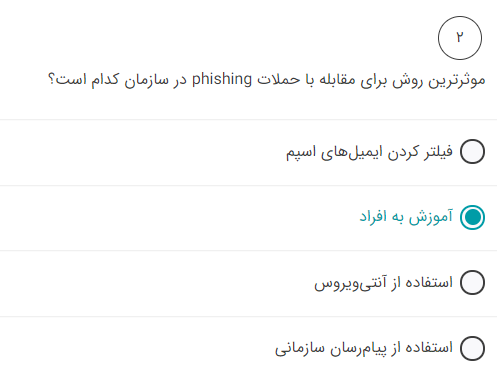 ۲
موثرترین روش برای مقابله با حملات phishing در سازمان کدام است؟
فیلتر کردن ایمیل‌های اسپم
آموزش به افراد
استفاده از آنتی‌ویروس
استفاده از پیام‌رسان سازمانی